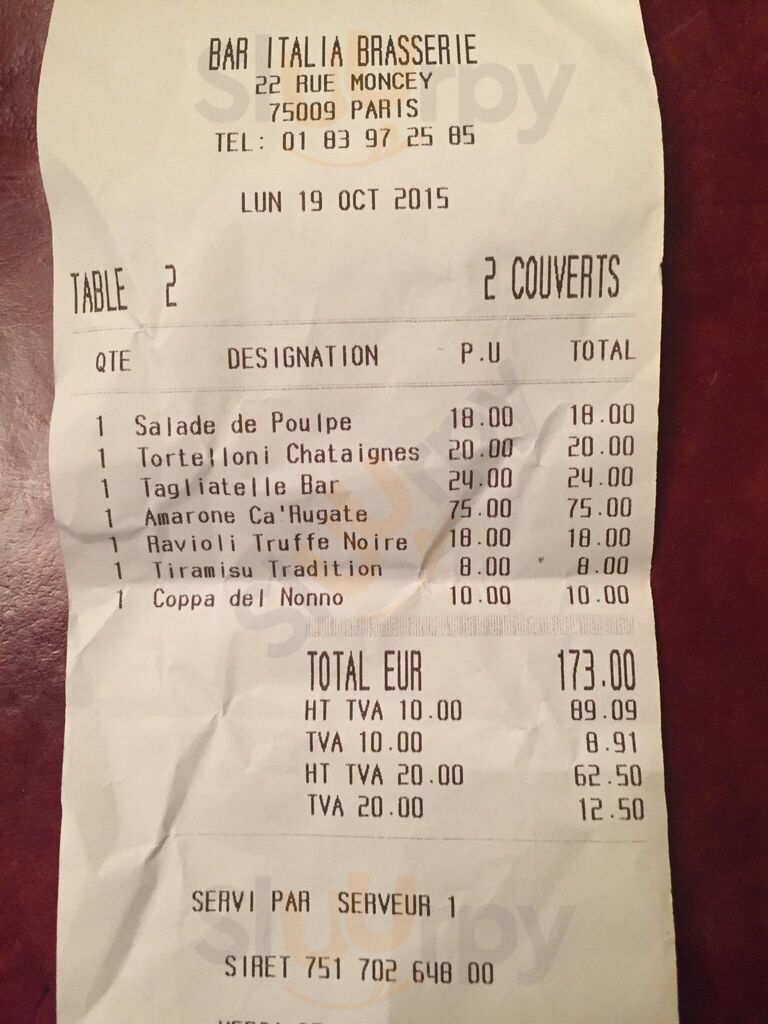 BAR ITALIA BRASSERIE
22 RUE MONCEY
75009 PARIS
TEL: 01 83 97 25 85
LUN 19 OCT 2015
TABLE 2 2 COUVERTS
QTE DESIGNATION P.U TOTAL
1 Salade de Poulpe 18.00 18.00
1 Tortelloni Chataignes 20.00 20.00
1 Tagliatelle Bar 24.00 24.00
1 Amarone Ca'Rugate 75.00 75.00
1 Ravioli Truffe Noire 18.00 18.00
1 Tiramisu Tradition 8.00 8.00
1 Coppa del Nonno 10.00 10.00
TOTAL EUR 173.00
HT TVA 10.00 89.09
TVA 10.00 8.91
HT TVA 20.00 62.50
TVA 20.00 12.50
SERVI PAR SERVEUR 1
SIRET 751 702 648 00
Sluurpy
Sluurpy
Sluurpy